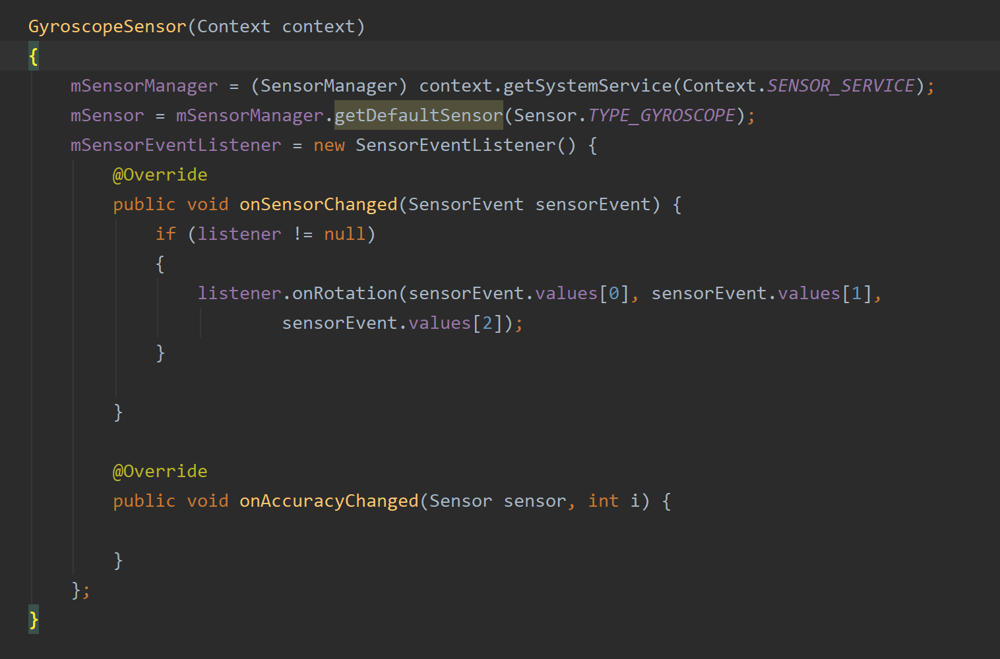 GyroscopeSensor(Context context)
{
mSensorManager = (SensorManager) context.getSystemService(Context.SENSOR_SERVICE);
mSensor = mSensorManager.getDefaultSensor(Sensor.TYPE_GYROSCOPE);
mSensorEventListener = new SensorEventListener() {
@Override
public void onSensorChanged(SensorEvent sensorEvent) {
if (listener != null)
{
listener.onRotation(sensorEvent.values[0], sensorEvent.values[1],
sensorEvent.values[2]);
}
}
@Override
public void onAccuracyChanged(Sensor sensor, int i) {
}
};
}